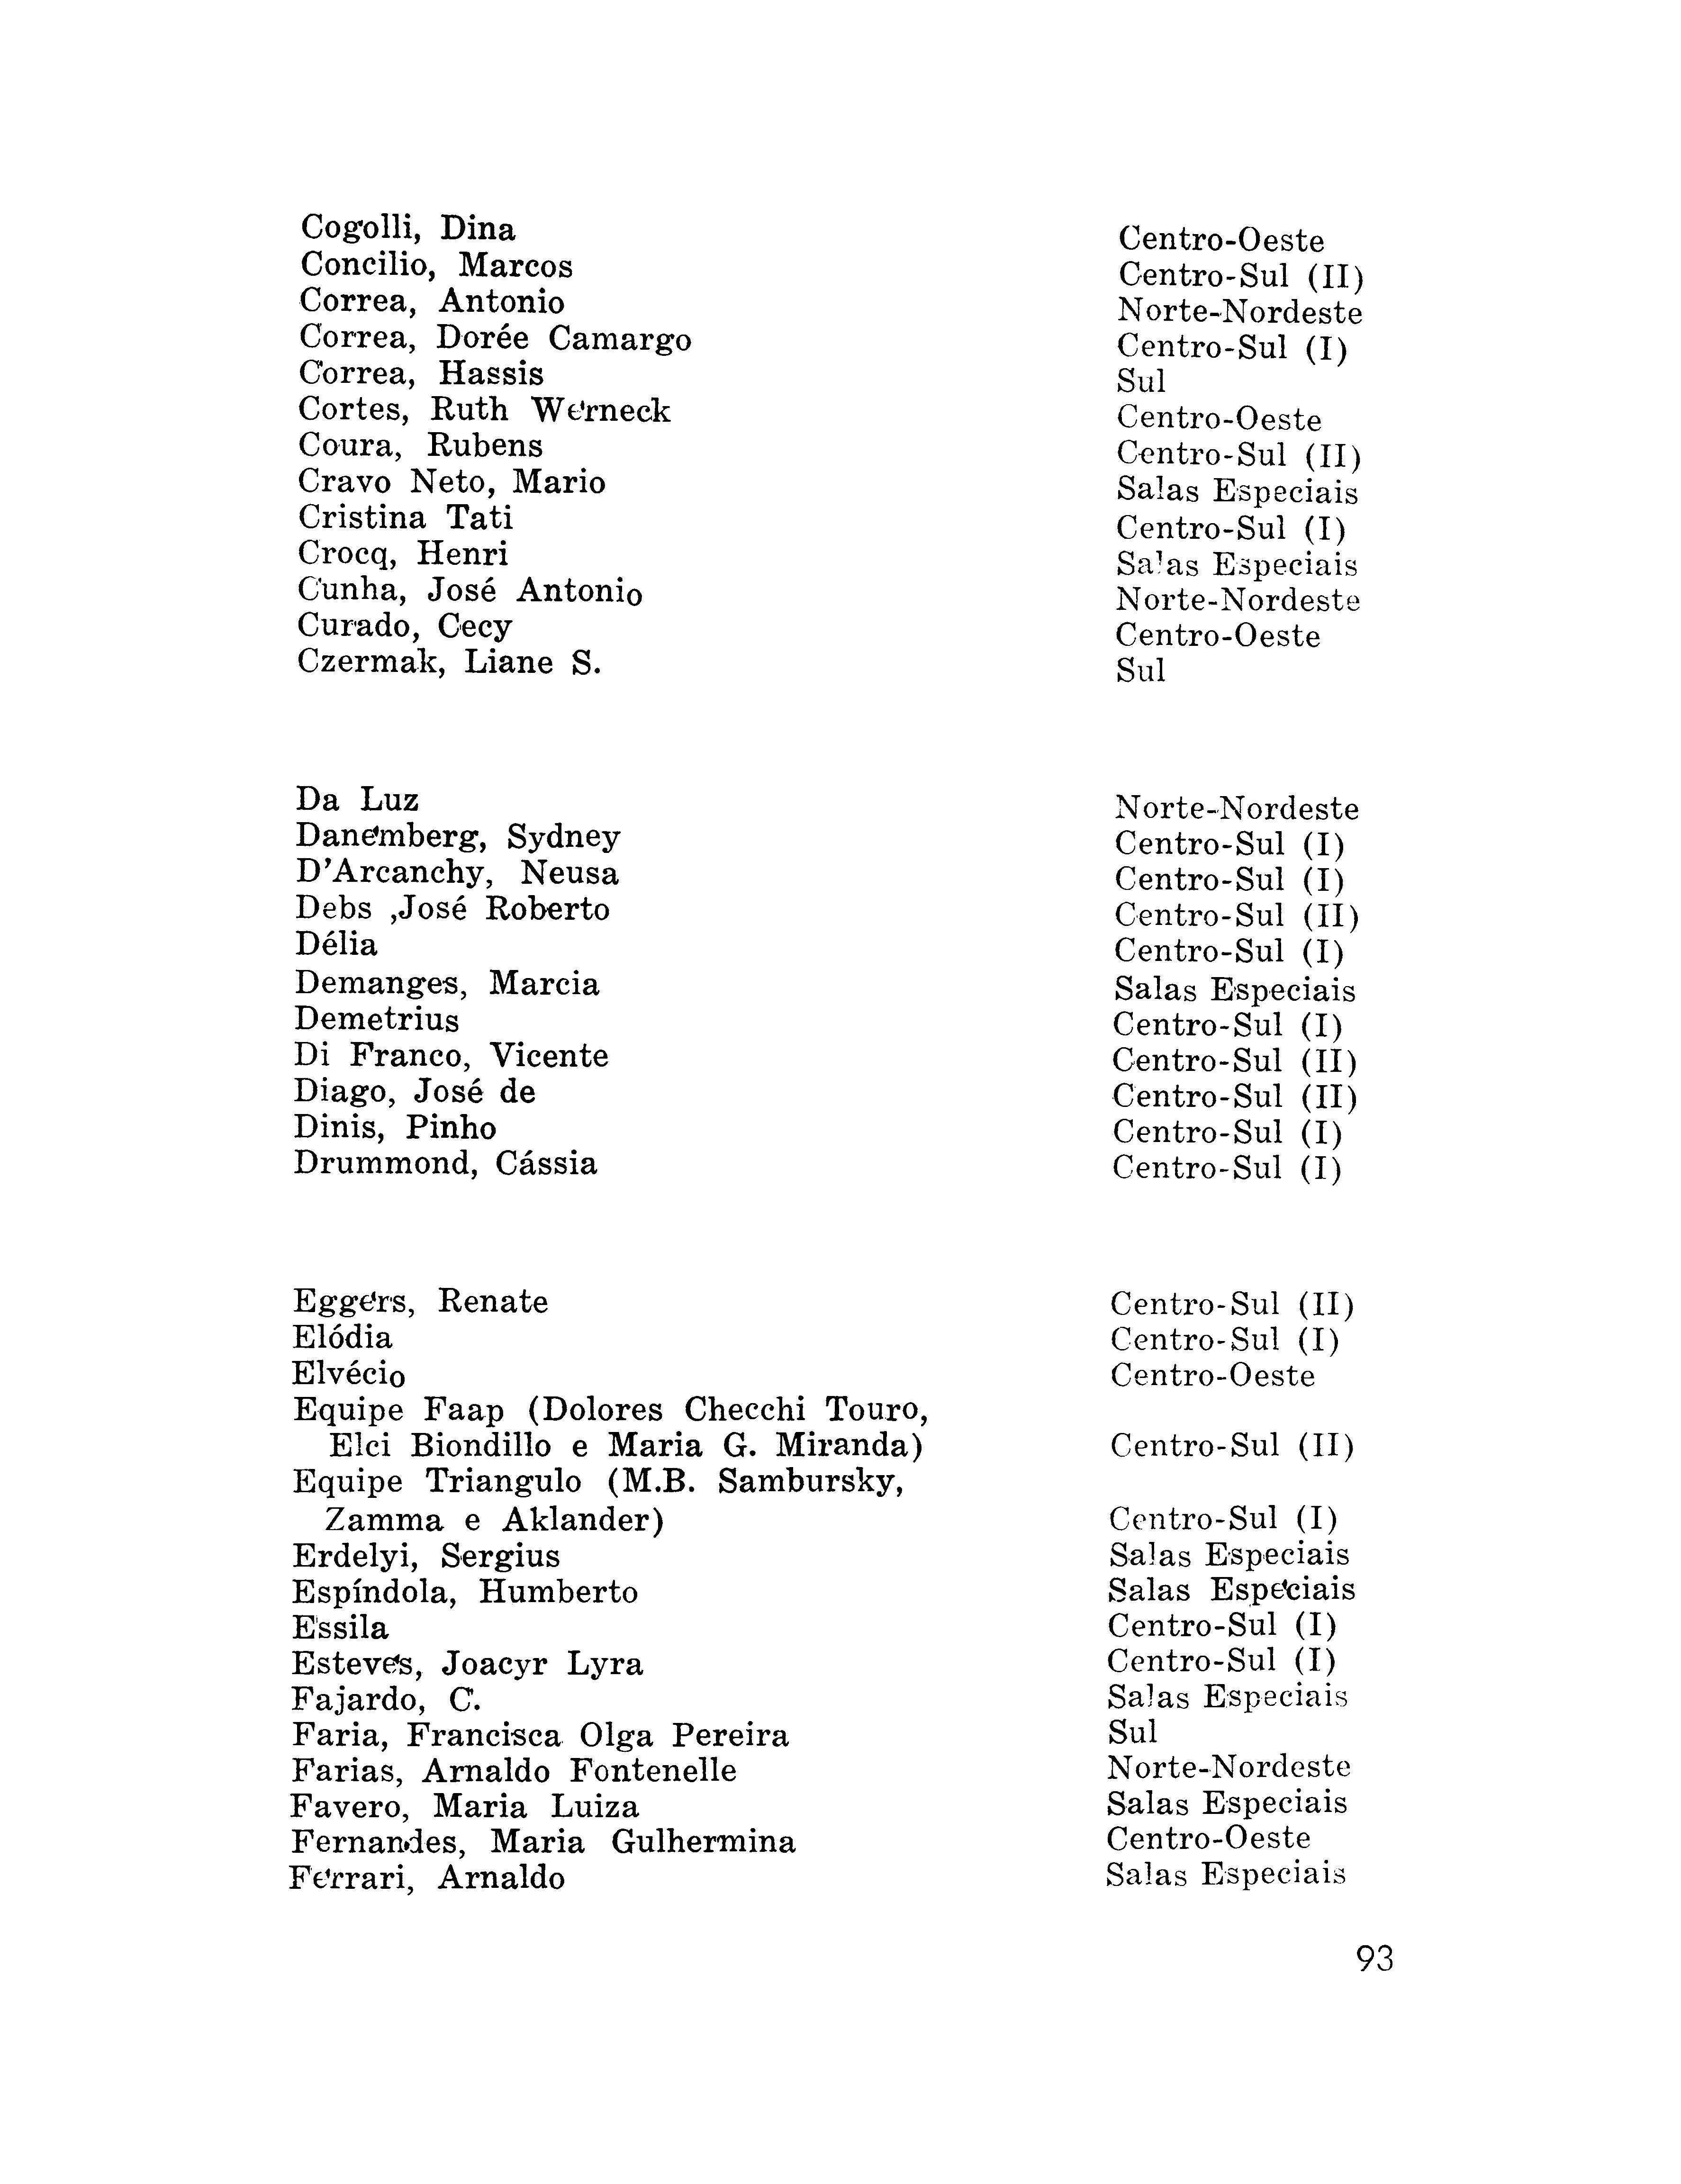 Cogolli, Dina Centro-Oeste
Concilio, Marcos Centro-Sul (II)
Correa, Antonio Norte-Nordeste
Correa, Dorée Camargo Centro-Sul (I)
Correa, Hassis Sul
Cortes, Ruth Werneck Centro-Oeste
Coura, Rubens Centro-Sul (II)
Cravo Neto, Mario Salas Especiais
Cristina Tati Centro-Sul (I)
Crocq, Henri Salas Especiais
Cunha, José Antonio Norte-Nordeste
Curado, Cecy Centro-Oeste
Czermak, Liane S. Sul
Da Luz Norte-Nordeste
Danemberg, Sydney Centro-Sul (I)
D'Arcanchy, Neusa Centro-Sul (I)
Debs ,José Roberto Centro-Sul (II)
Délia Centro-Sul (I)
Demanges, Marcia Salas Especiais
Demetrius Centro-Sul (I)
Di Franco, Vicente Centro-Sul (II)
Diago, José de Centro-Sul (II)
Dinis, Pinho Centro-Sul (I)
Drummond, Cássia Centro-Sul (I)
Eggers, Renate Centro-Sul (II)
Elódia Centro-Sul (I)
Elvécio Centro-Oeste
Equipe Faap (Dolores Checchi Touro,
Elci Biondillo e Maria G. Miranda) Centro-Sul (II)
Equipe Triangulo (M.B. Sambursky,
Zamma e Aklander) Centro-Sul (I)
Erdelyi, Sergius Salas Especiais
Espíndola, Humberto Salas Especiais
Essila Centro-Sul (I)
Esteves, Joacyr Lyra Centro-Sul (I)
Fajardo, C. Salas Especiais
Faria, Francisca Olga Pereira Sul
Farias, Arnaldo Fontenelle Norte-Nordeste
Favero, Maria Luiza Salas Especiais
Fernandes, Maria Gulhermina Centro-Oeste
Ferrari, Arnaldo Salas Especiais
93